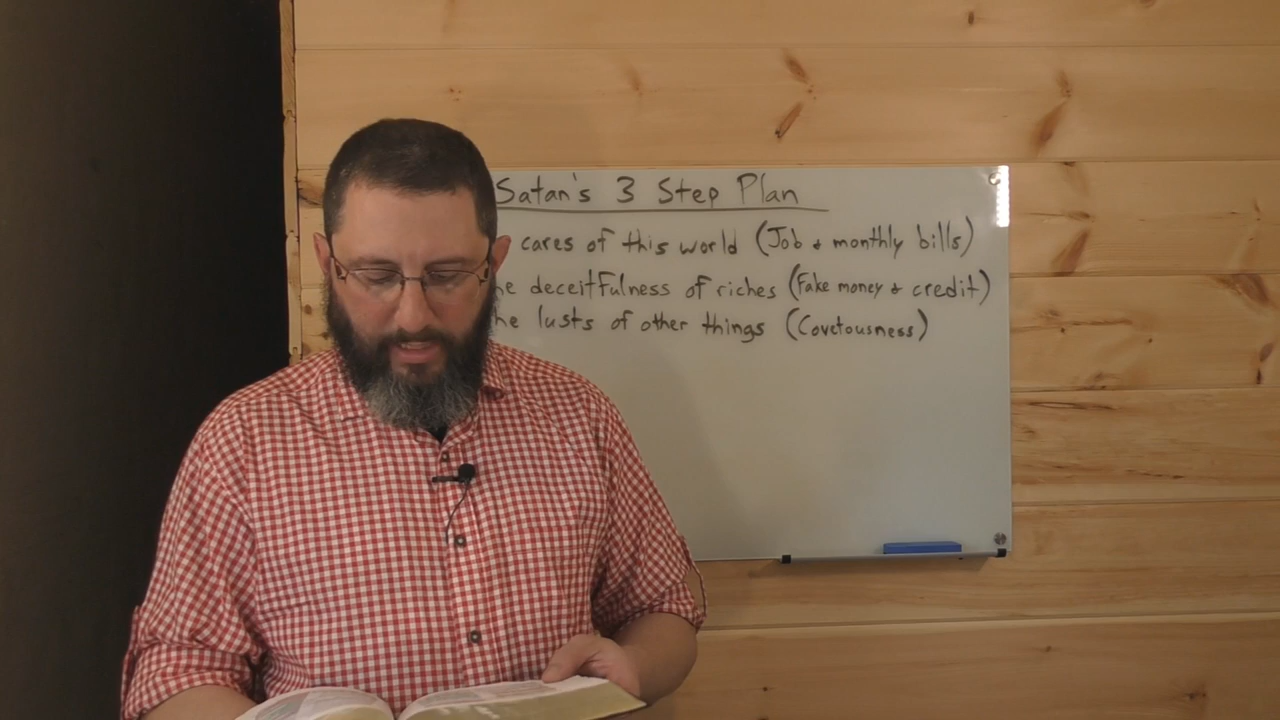 Satan's 3 Step Plan
cares of this world (Job & monthly bills)
he deceitfulness of riches (Fake money & credit)
he lusts of other things (Covetousness)